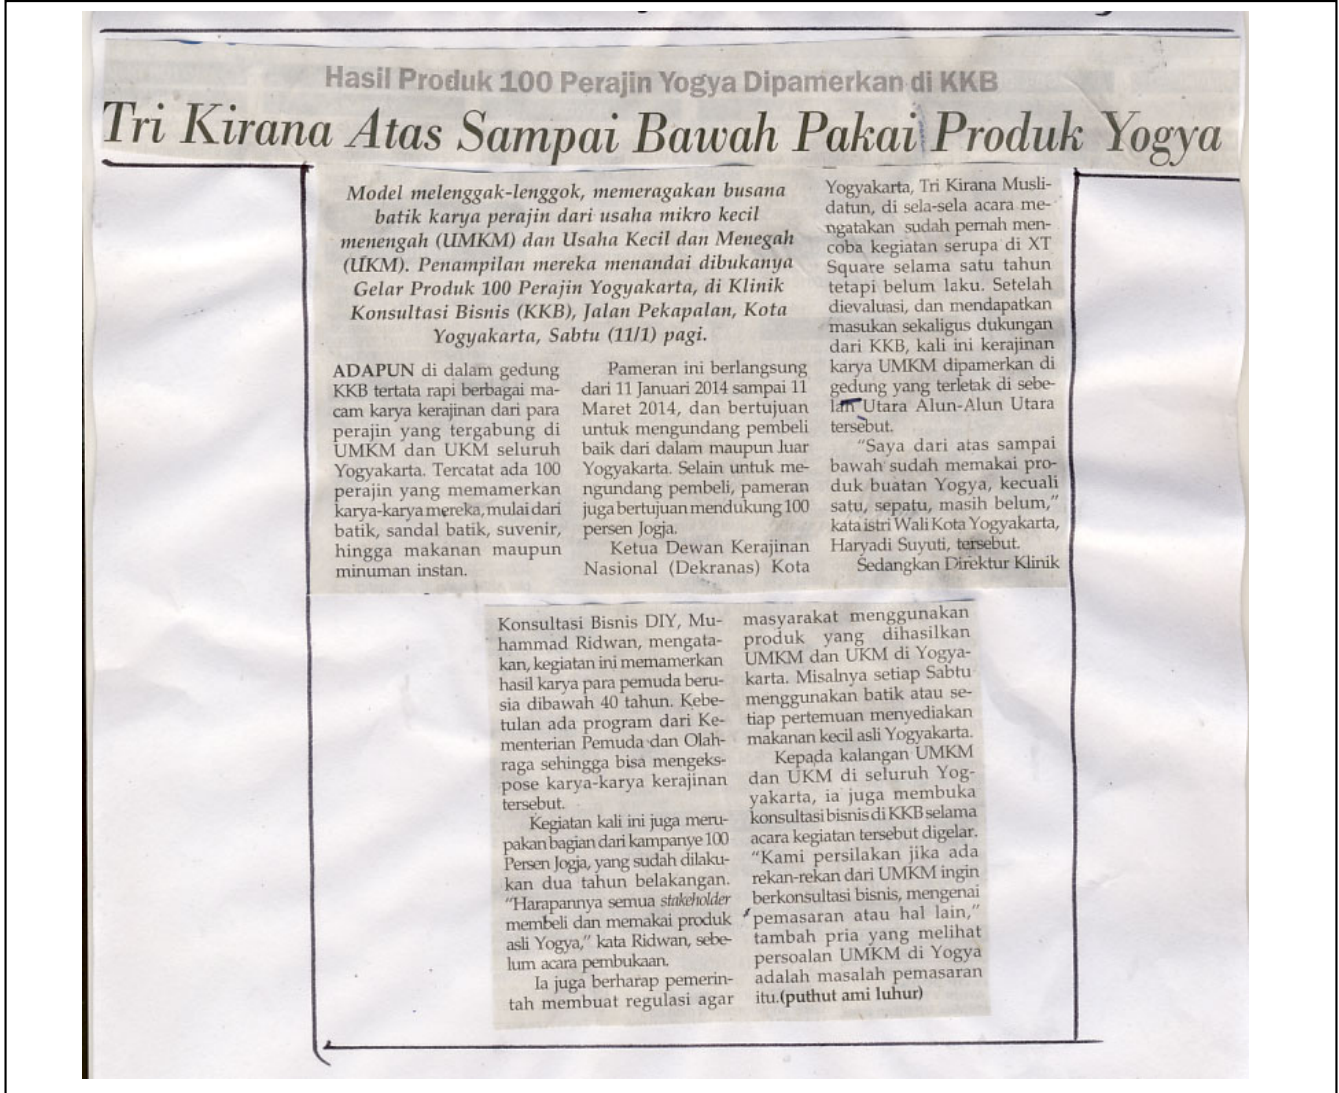 Hasil Produk 100 Perajin Yogya Dipamerkan di KKB
Tri Kirana Atas Sampai Bawah Pakai Produk Yogya
Model melenggak-lenggok, memeragakan busana
batik karya perajin dari usaha mikro kecil
menengah (UMKM) dan Usaha Kecil dan Menegah
(UKM). Penampilan mereka menandai dibukanya
Gelar Produk 100 Perajin Yogyakarta, di Klinik
Konsultasi Bisnis (KKB), Jalan Pekapalan, Kota
Yogyakarta, Sabtu (11/1) pagi.
ADAPUN di dalam gedung
KKB tertata rapi berbagai ma-
cam karya kerajinan dari para
perajin yang tergabung di
UMKM dan UKM seluruh
Yogyakarta. Tercatat ada 100
perajin yang memamerkan
karya-karya mereka, mulai dari
batik, sandal batik, suvenir,
hingga makanan maupun
minuman instan.
Pameran ini berlangsung
dari 11 Januari 2014 sampai 11
Maret 2014, dan bertujuan
untuk mengundang pembeli
baik dari dalam maupun luar
Yogyakarta. Selain untuk me-
ngundang pembeli, pameran
juga bertujuan mendukung 100
persen Jogja.
Ketua Dewan Kerajinan
Nasional (Dekranas) Kota
Yogyakarta, Tri Kirana Musli-
datun, di sela-sela acara me-
ngatakan sudah pernah men-
coba kegiatan serupa di XT
Square selama satu tahun
tetapi belum laku. Setelah
dievaluasi, dan mendapatkan
masukan sekaligus dukungan
dari KKB, kali ini kerajinan
karya UMKM dipamerkan di
gedung yang terletak di sebe-
lah Utara Alun-Alun Utara
tersebut.
"Saya dari atas sampai
bawah sudah memakai pro-
duk buatan Yogya, kecuali
satu, sepatu, masih belum,"
kata istri Wali Kota Yogyakarta,
Haryadi Suyuti, tersebut.
Sedangkan Direktur Klinik
Konsultasi Bisnis DIY, Mu-
hammad Ridwan, mengata-
kan, kegiatan ini memamerkan
hasil karya para pemuda beru-
sia dibawah 40 tahun. Kebe-
tulan ada program dari Ke-
menterian Pemuda dan Olah-
raga sehingga bisa mengeks-
pose karya-karya kerajinan
tersebut.
Kegiatan kali ini juga meru-
pakan bagian dari kampanye 100
Persen Jogja, yang sudah dilaku-
kan dua tahun belakangan.
"Harapannya semua stakeholder
membeli dan memakai produk
asli Yogya," kata Ridwan, sebe-
lum acara pembukaan.
Ia juga berharap pemerin-
tah membuat regulasi agar
masyarakat menggunakan
produk yang dihasilkan
UMKM dan UKM di Yogya-
karta. Misalnya setiap Sabtu
menggunakan batik atau se-
tiap pertemuan menyediakan
makanan kecil asli Yogyakarta.
Kepada kalangan UMKM
dan UKM di seluruh Yog-
yakarta, ia juga membuka
konsultasi bisnis di KKB selama
acara kegiatan tersebut digelar.
"Kami persilakan jika ada
rekan-rekan dari UMKM ingin
berkonsultasi bisnis, mengenai
pemasaran atau hal lain,"
tambah pria yang melihat
persoalan UMKM di Yogya
adalah masalah pemasaran
itu.(puthut ami luhur)